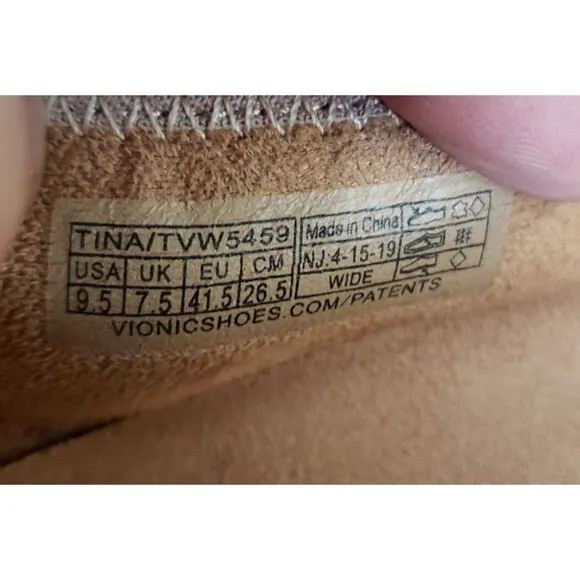 TINA/TVW5459
USA UK EU CM
9.5 7.5 41.5 26.5
Made in China
NJ:4-15-19
WIDE
VIONICSHOES.COM/PATENTS